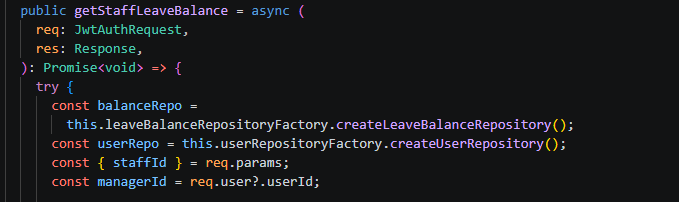 public getStaffLeaveBalance = async (
req: JwtAuthRequest,
res: Response,
): Promise<void> => {
try {
const balanceRepo =
this.leaveBalanceRepositoryFactory.createLeaveBalanceRepository();
const userRepo = this.userRepositoryFactory.createUserRepository();
const { staffId } = req.params;
const managerId = req.user?.userId;